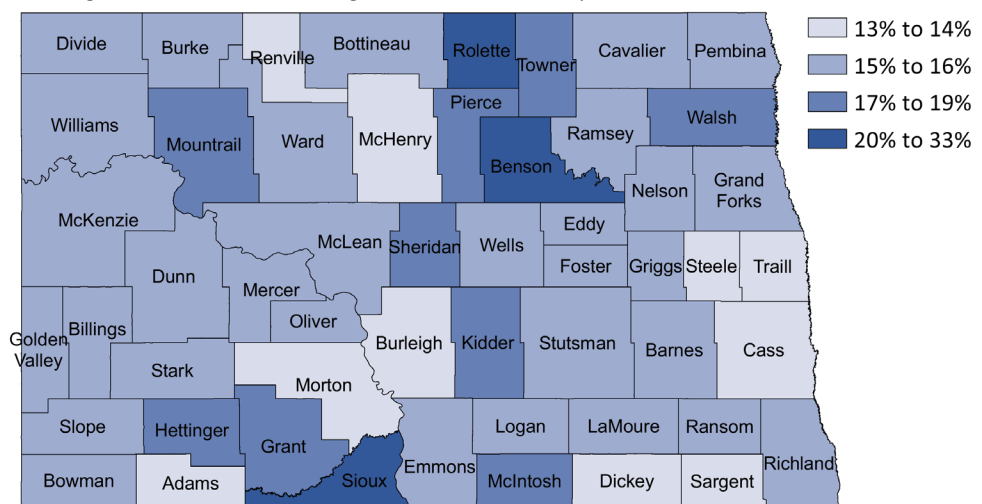 13% to 14%
15% to 16%
17% to 19%
20% to 33%
Divide
Burke
Renville
Bottineau
Rolette
Towner
Cavalier
Pembina
Williams
Mountrail
Ward
McHenry
Pierce
Benson
Ramsey
Walsh
McKenzie
Nelson
Grand
Forks
Dunn
McLean
Sheridan
Wells
Eddy
Foster
Griggs
Steele
Traill
Mercer
Oliver
Golden
Valley
Billings
Stark
Morton
Burleigh
Kidder
Stutsman
Barnes
Cass
Slope
Hettinger
Grant
Logan
LaMoure
Ransom
Richland
Bowman
Adams
Sioux
Emmons
McIntosh
Dickey
Sargent